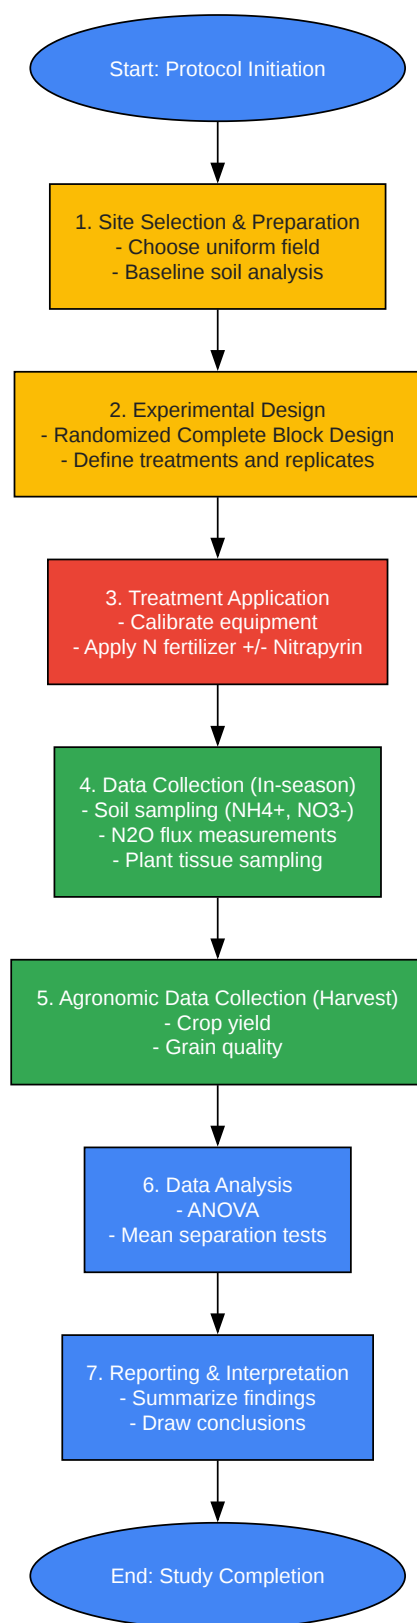 Start: Protocol Initiation
1. Site Selection & Preparation
- Choose uniform field
- Baseline soil analysis
2. Experimental Design
- Randomized Complete Block Design
- Define treatments and replicates
3. Treatment Application
- Calibrate equipment
- Apply N fertilizer +/- Nitrapyrin
4. Data Collection (In-season)
- Soil sampling (NH4+, NO3-)
- N2O flux measurements
- Plant tissue sampling
5. Agronomic Data Collection (Harvest)
- Crop yield
- Grain quality
6. Data Analysis
- ANOVA
- Mean separation tests
7. Reporting & Interpretation
- Summarize findings
- Draw conclusions
End: Study Completion